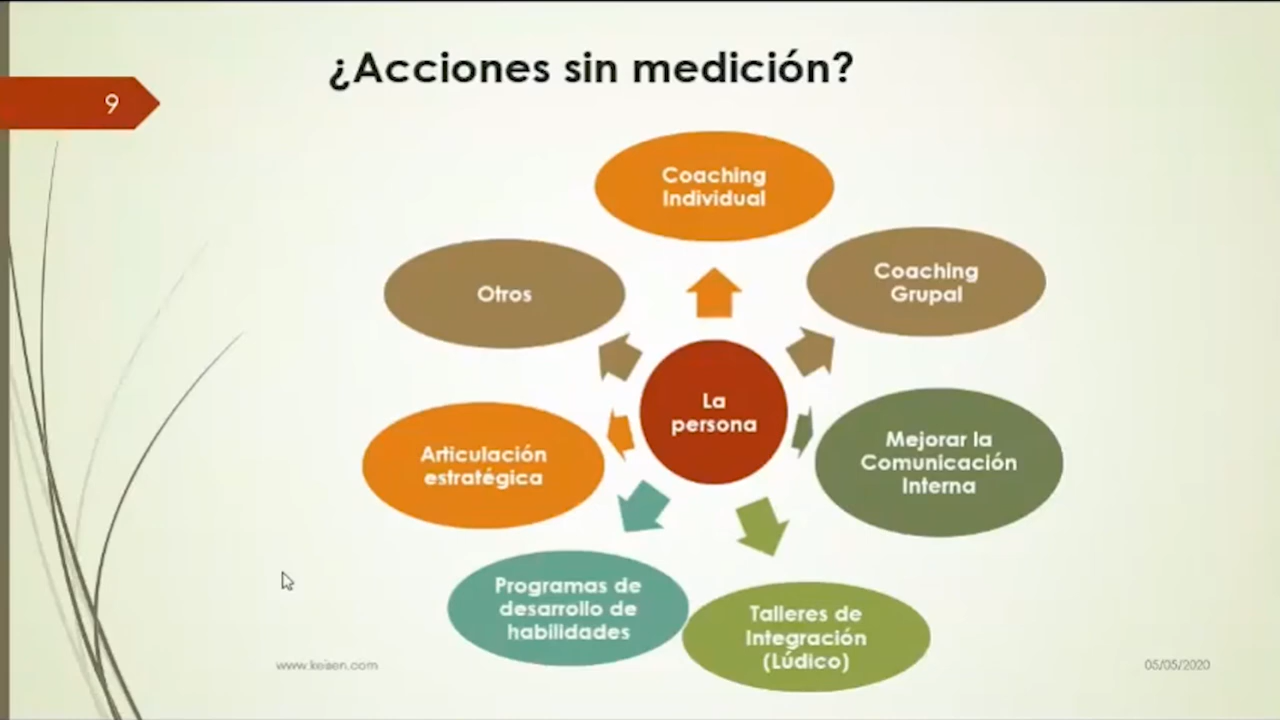 ¿Acciones sin medición?
9
Coaching
Individual
Coaching
Grupal
Otros
La
persona
Mejorar la
Comunicación
Interna
Articulación
estratégica
Programas de
desarrollo de
habilidades
Talleres de
Integración
(Lúdico)
www.keisen.com
05/05/2020